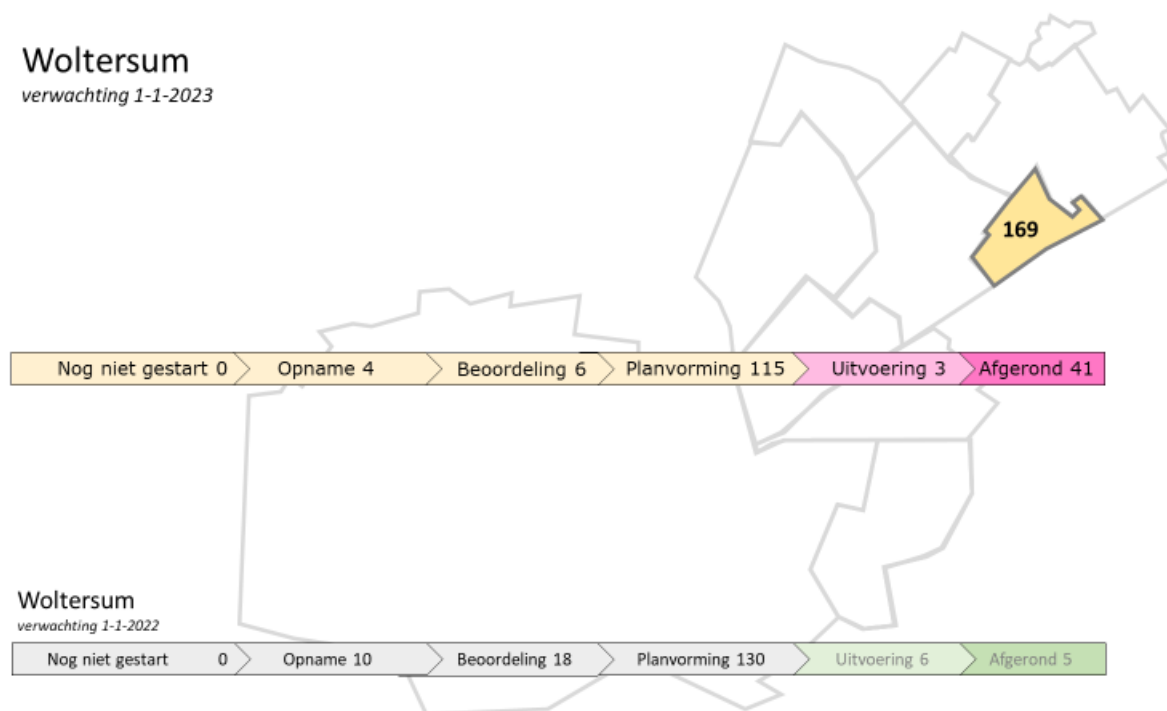 Woltersum
verwachting 1-1-2023
169
Nog niet gestart 0 Opname 4 Beoordeling 6 Planvorming 115 Uitvoering 3 Afgerond 41
Woltersum
verwachting 1-1-2022
Nog niet gestart 0 Opname 10 Beoordeling 18 Planvorming 130 Uitvoering 6 Afgerond 5